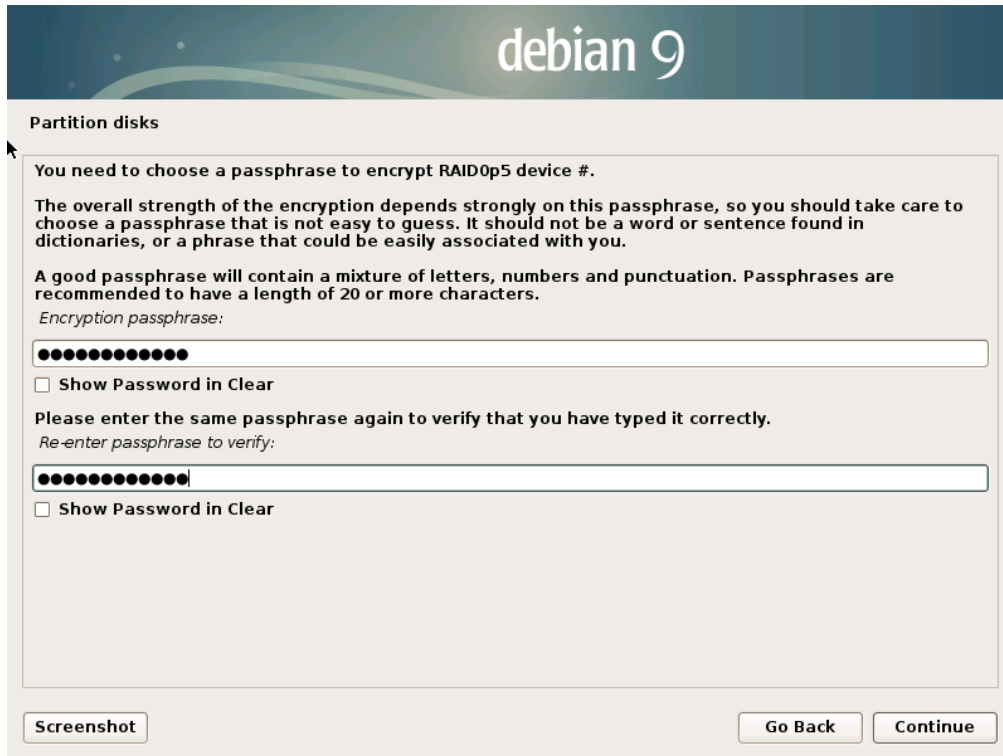 debian 9
Partition disks
You need to choose a passphrase to encrypt RAID0p5 device #.
The overall strength of the encryption depends strongly on this passphrase, so you should take care to
choose a passphrase that is not easy to guess. It should not be a word or sentence found in
dictionaries, or a phrase that could be easily associated with you.
A good passphrase will contain a mixture of letters, numbers and punctuation. Passphrases are
recommended to have a length of 20 or more characters.
Encryption passphrase:
●●●●●●●●●●●●
Show Password in Clear
Please enter the same passphrase again to verify that you have typed it correctly.
Re-enter passphrase to verify:
●●●●●●●●●●●●
Show Password in Clear
Screenshot Go Back Continue